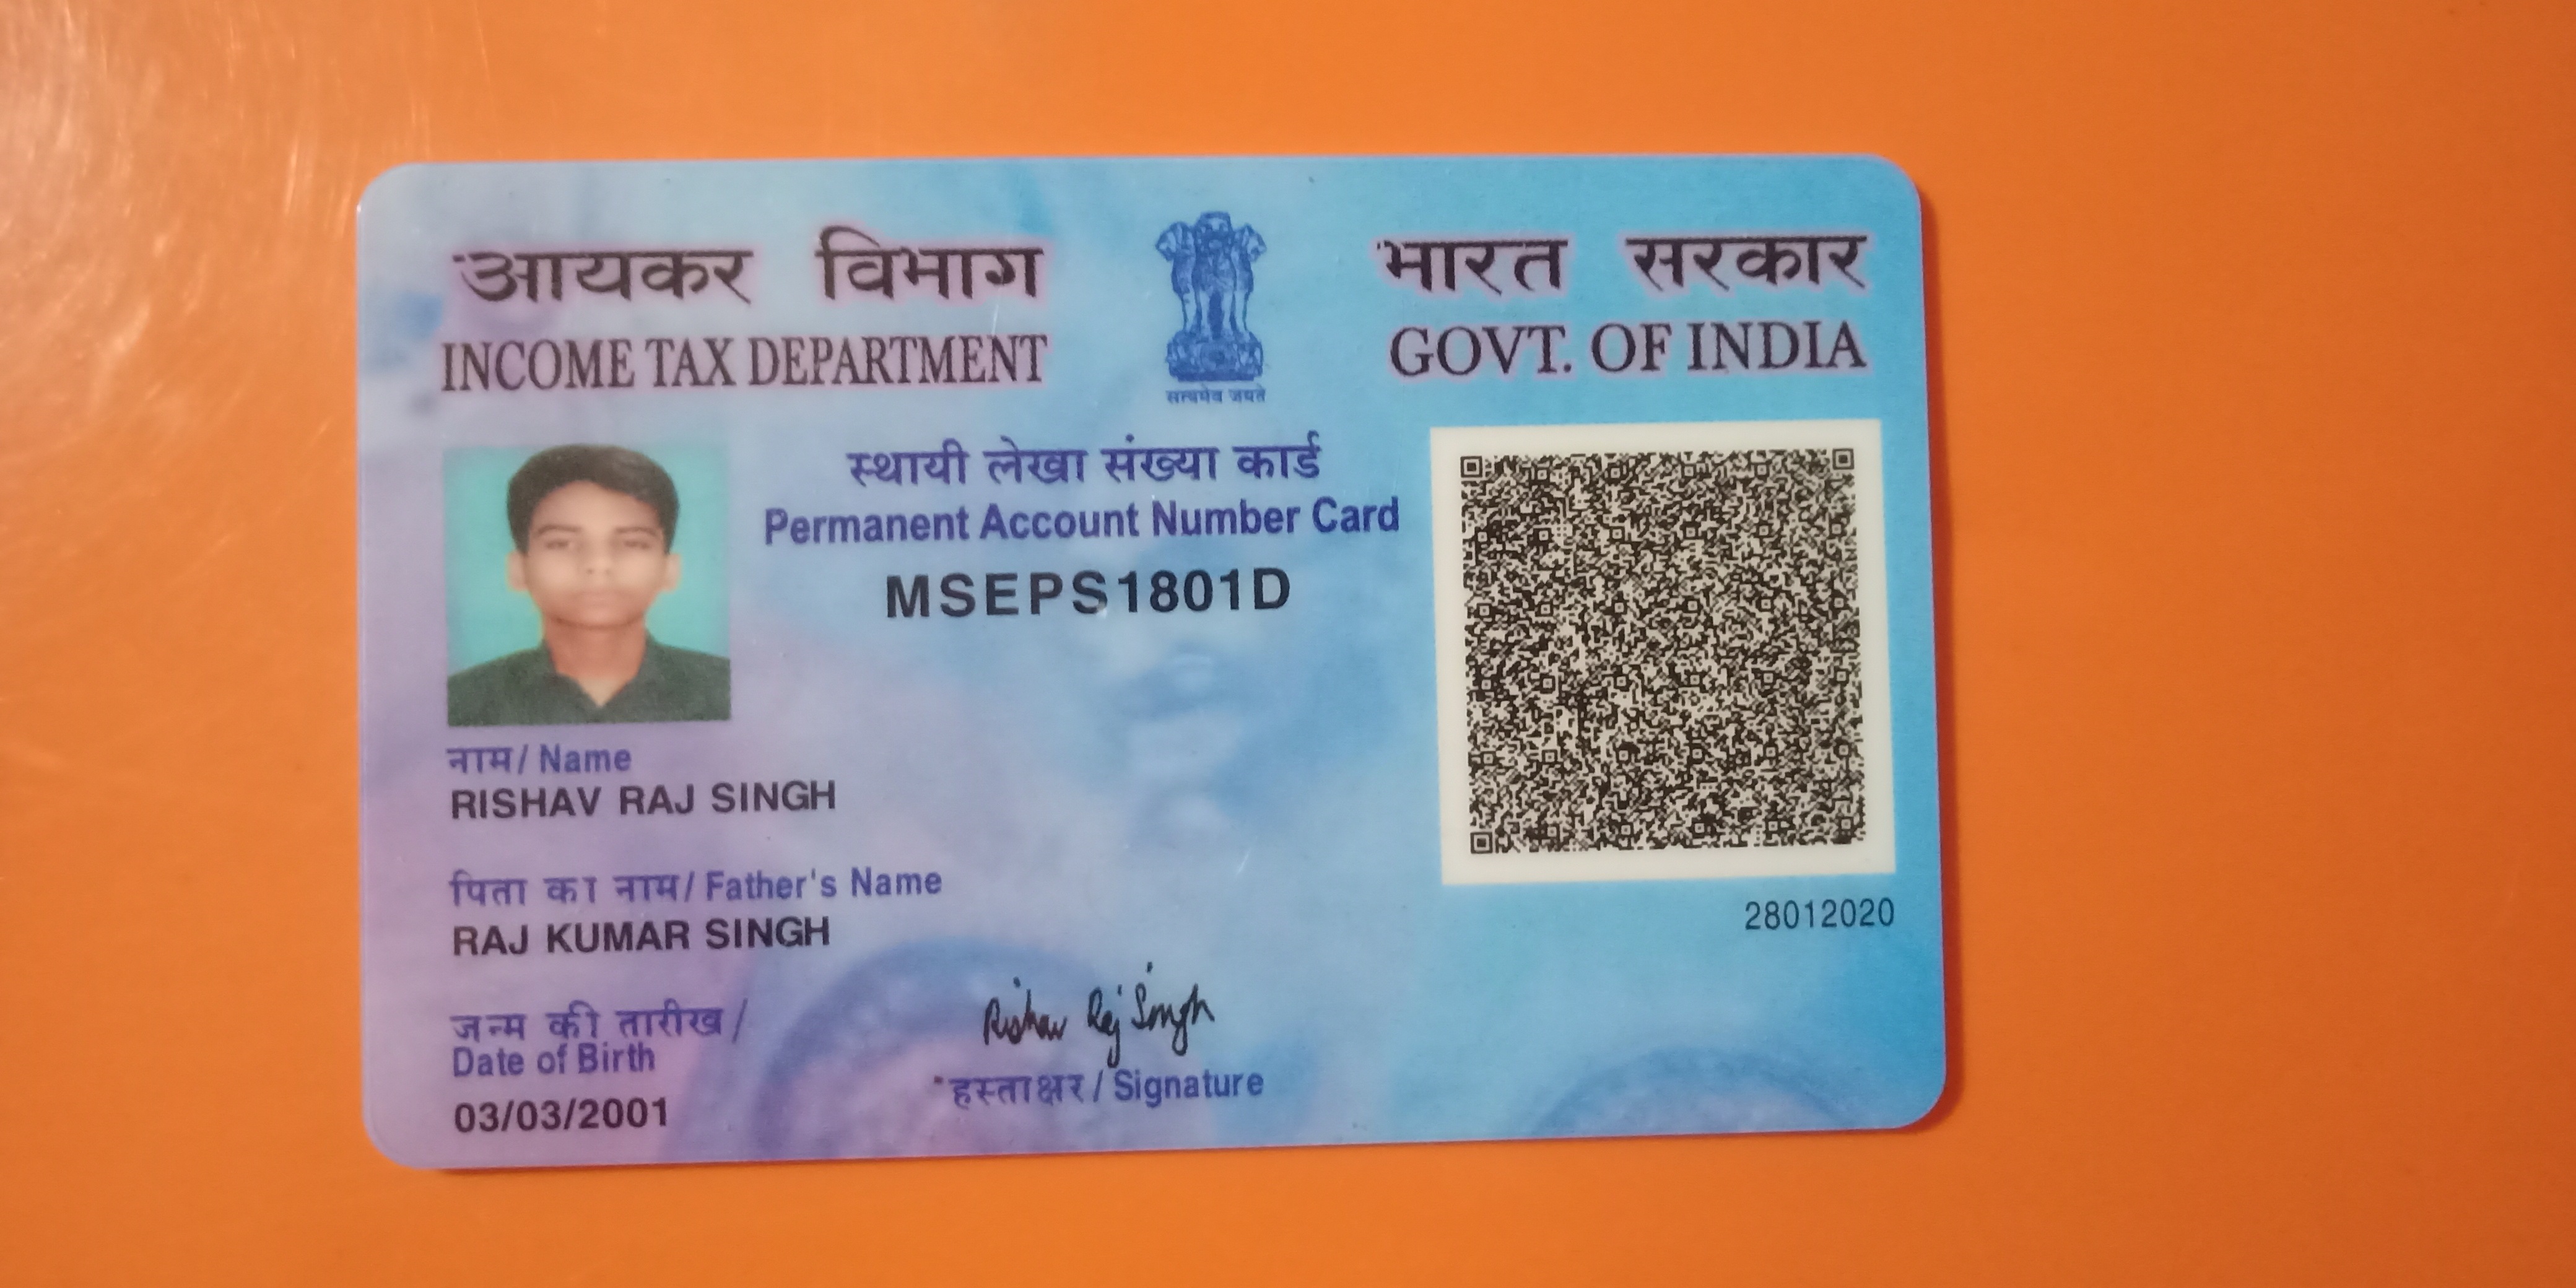 आयकर विभाग
INCOME TAX DEPARTMENT
सत्यमेव जयते
भारत सरकार
GOVT. OF INDIA
स्थायी लेखा संख्या कार्ड
Permanent Account Number Card
MSEPS1801D
नाम/ Name
RISHAV RAJ SINGH
पिता का नाम/ Father's Name
RAJ KUMAR SINGH
28012020
जन्म की तारीख /
Date of Birth
03/03/2001
Rishav Raj Singh
हस्ताक्षर / Signature